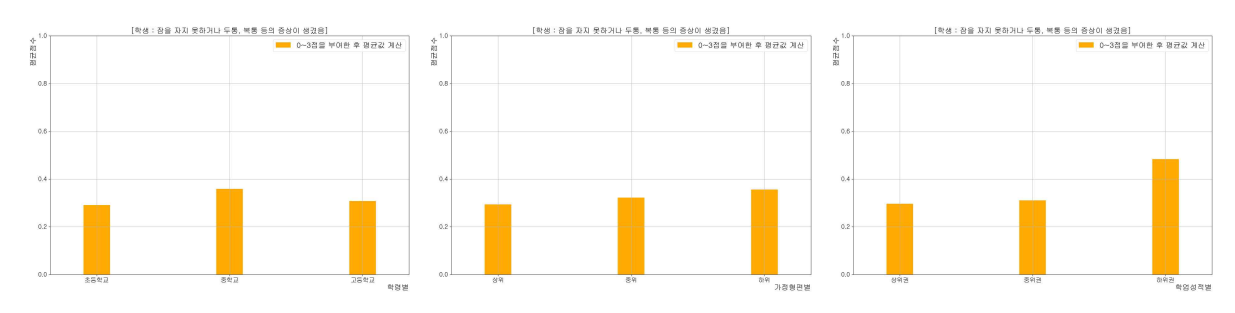 [학생 : 잠을 자지 못하거나 두통, 복통 등의 증상이 생겼음]
0~3점을 부여한 후 평균값 계산
평균점수
1.0
0.8
0.6
0.4
0.2
0.0
초등학교 중학교 고등학교
학령별
[학생 : 잠을 자지 못하거나 두통, 복통 등의 증상이 생겼음]
0~3점을 부여한 후 평균값 계산
평균점수
1.0
0.8
0.6
0.4
0.2
0.0
상위 중위 하위
가정형편별
[학생 : 잠을 자지 못하거나 두통, 복통 등의 증상이 생겼음]
0~3점을 부여한 후 평균값 계산
평균점수
1.0
0.8
0.6
0.4
0.2
0.0
상위권 중위권 하위권
학업성적별